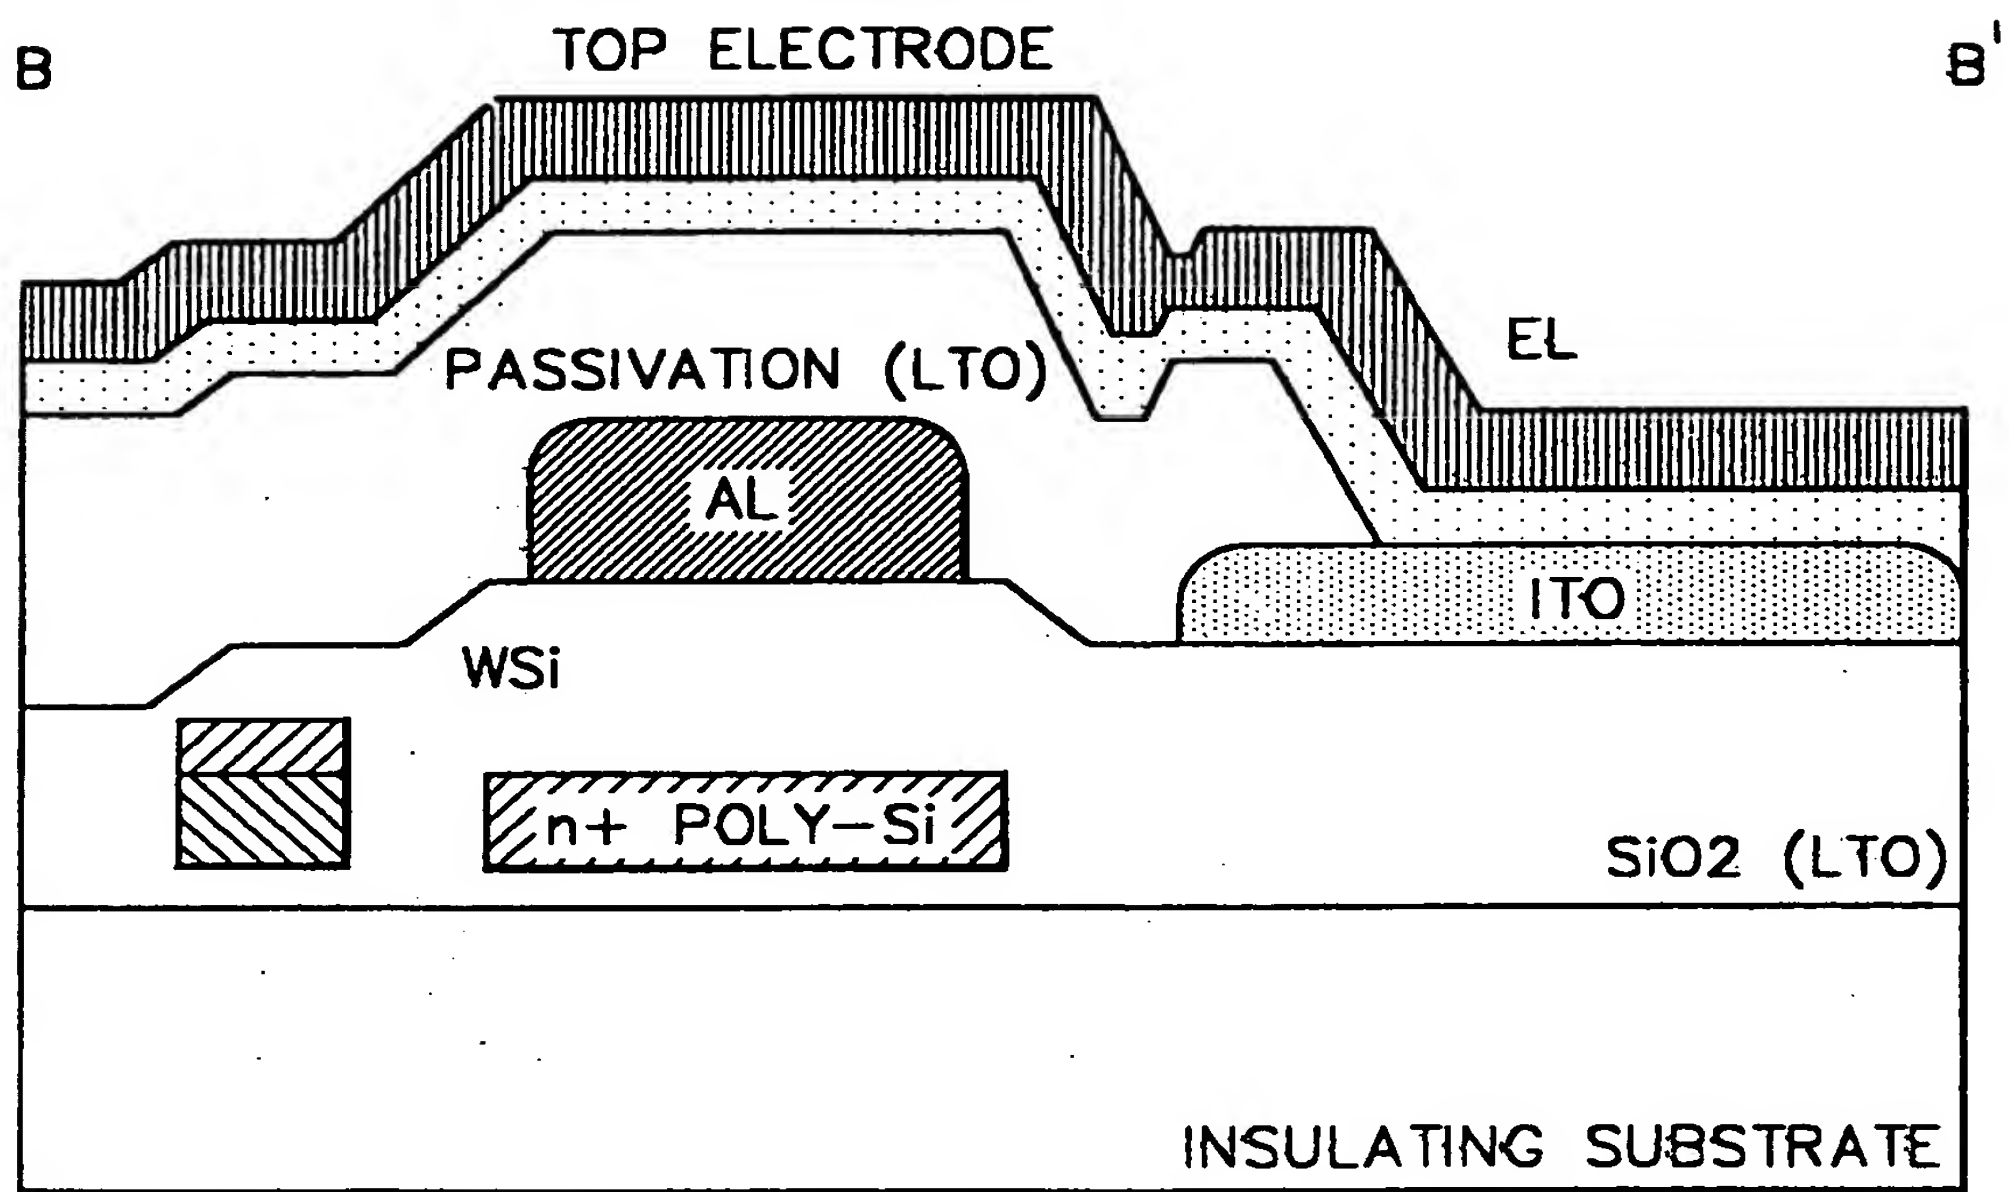 B
TOP ELECTRODE
B'
EL
PASSIVATION (LTO)
AL
ITO
WSi
n+ POLY-Si
SiO2 (LTO)
INSULATING SUBSTRATE